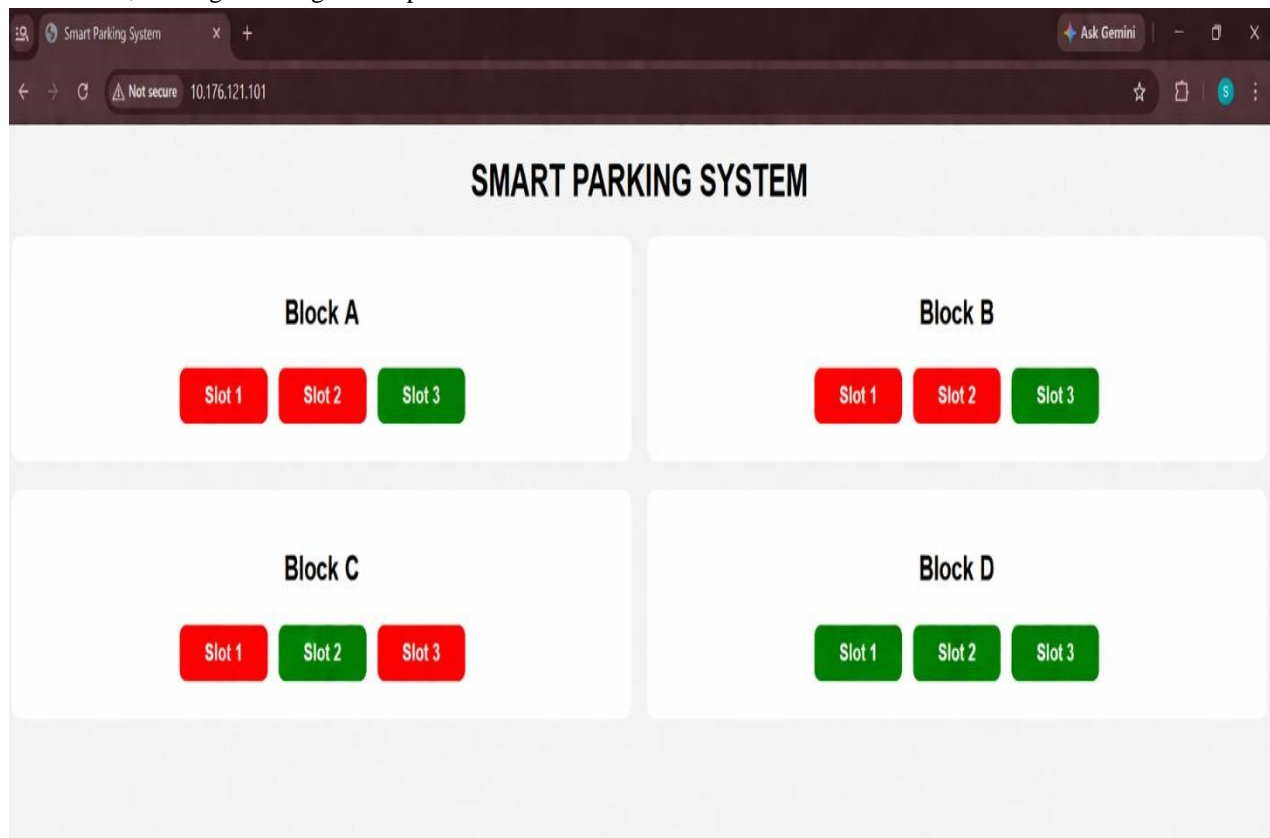 Smart Parking System
Ask Gemini
Not secure 10.176.121.101
S
SMART PARKING SYSTEM
Block A
Slot 1 Slot 2 Slot 3
Block B
Slot 1 Slot 2 Slot 3
Block C
Slot 1 Slot 2 Slot 3
Block D
Slot 1 Slot 2 Slot 3